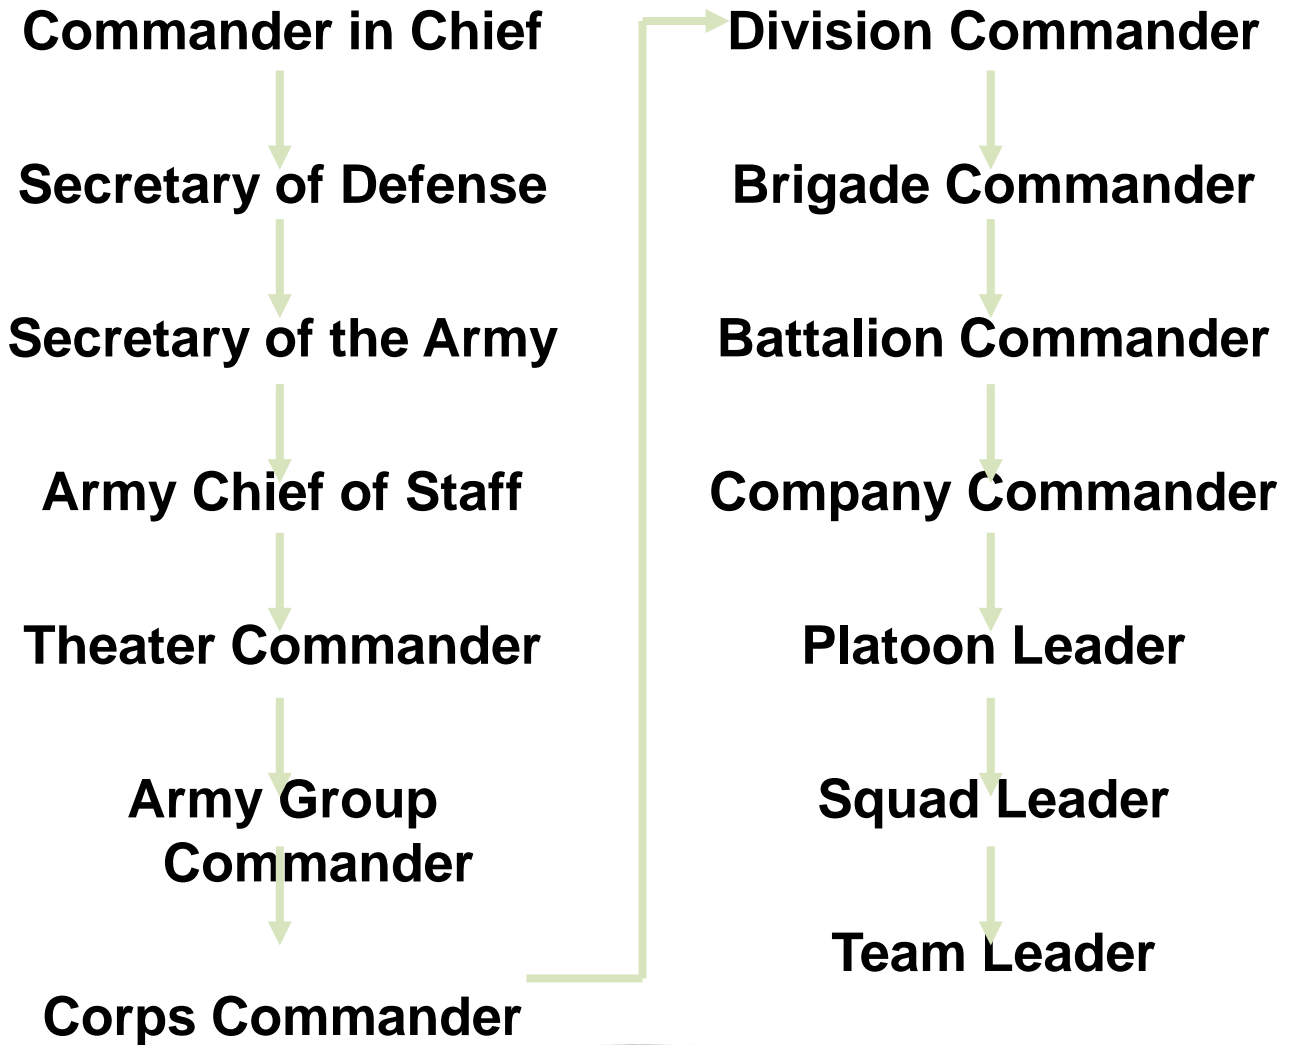 Commander in Chief
Secretary of Defense
Secretary of the Army
Army Chief of Staff
Theater Commander
Army Group
Commander
Corps Commander
Division Commander
Brigade Commander
Battalion Commander
Company Commander
Platoon Leader
Squad Leader
Team Leader